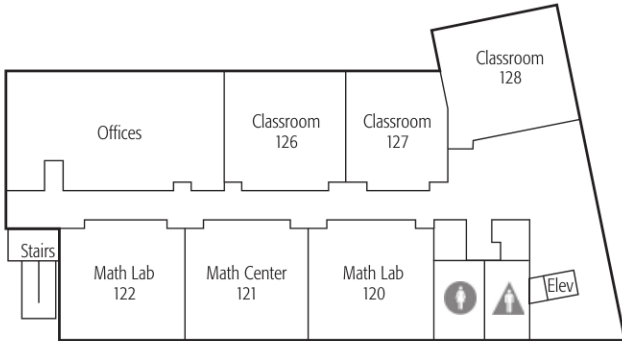 Classroom
128
Offices
Classroom
126
Classroom
127
Stairs
Math Lab
122
Math Center
121
Math Lab
120
Elev